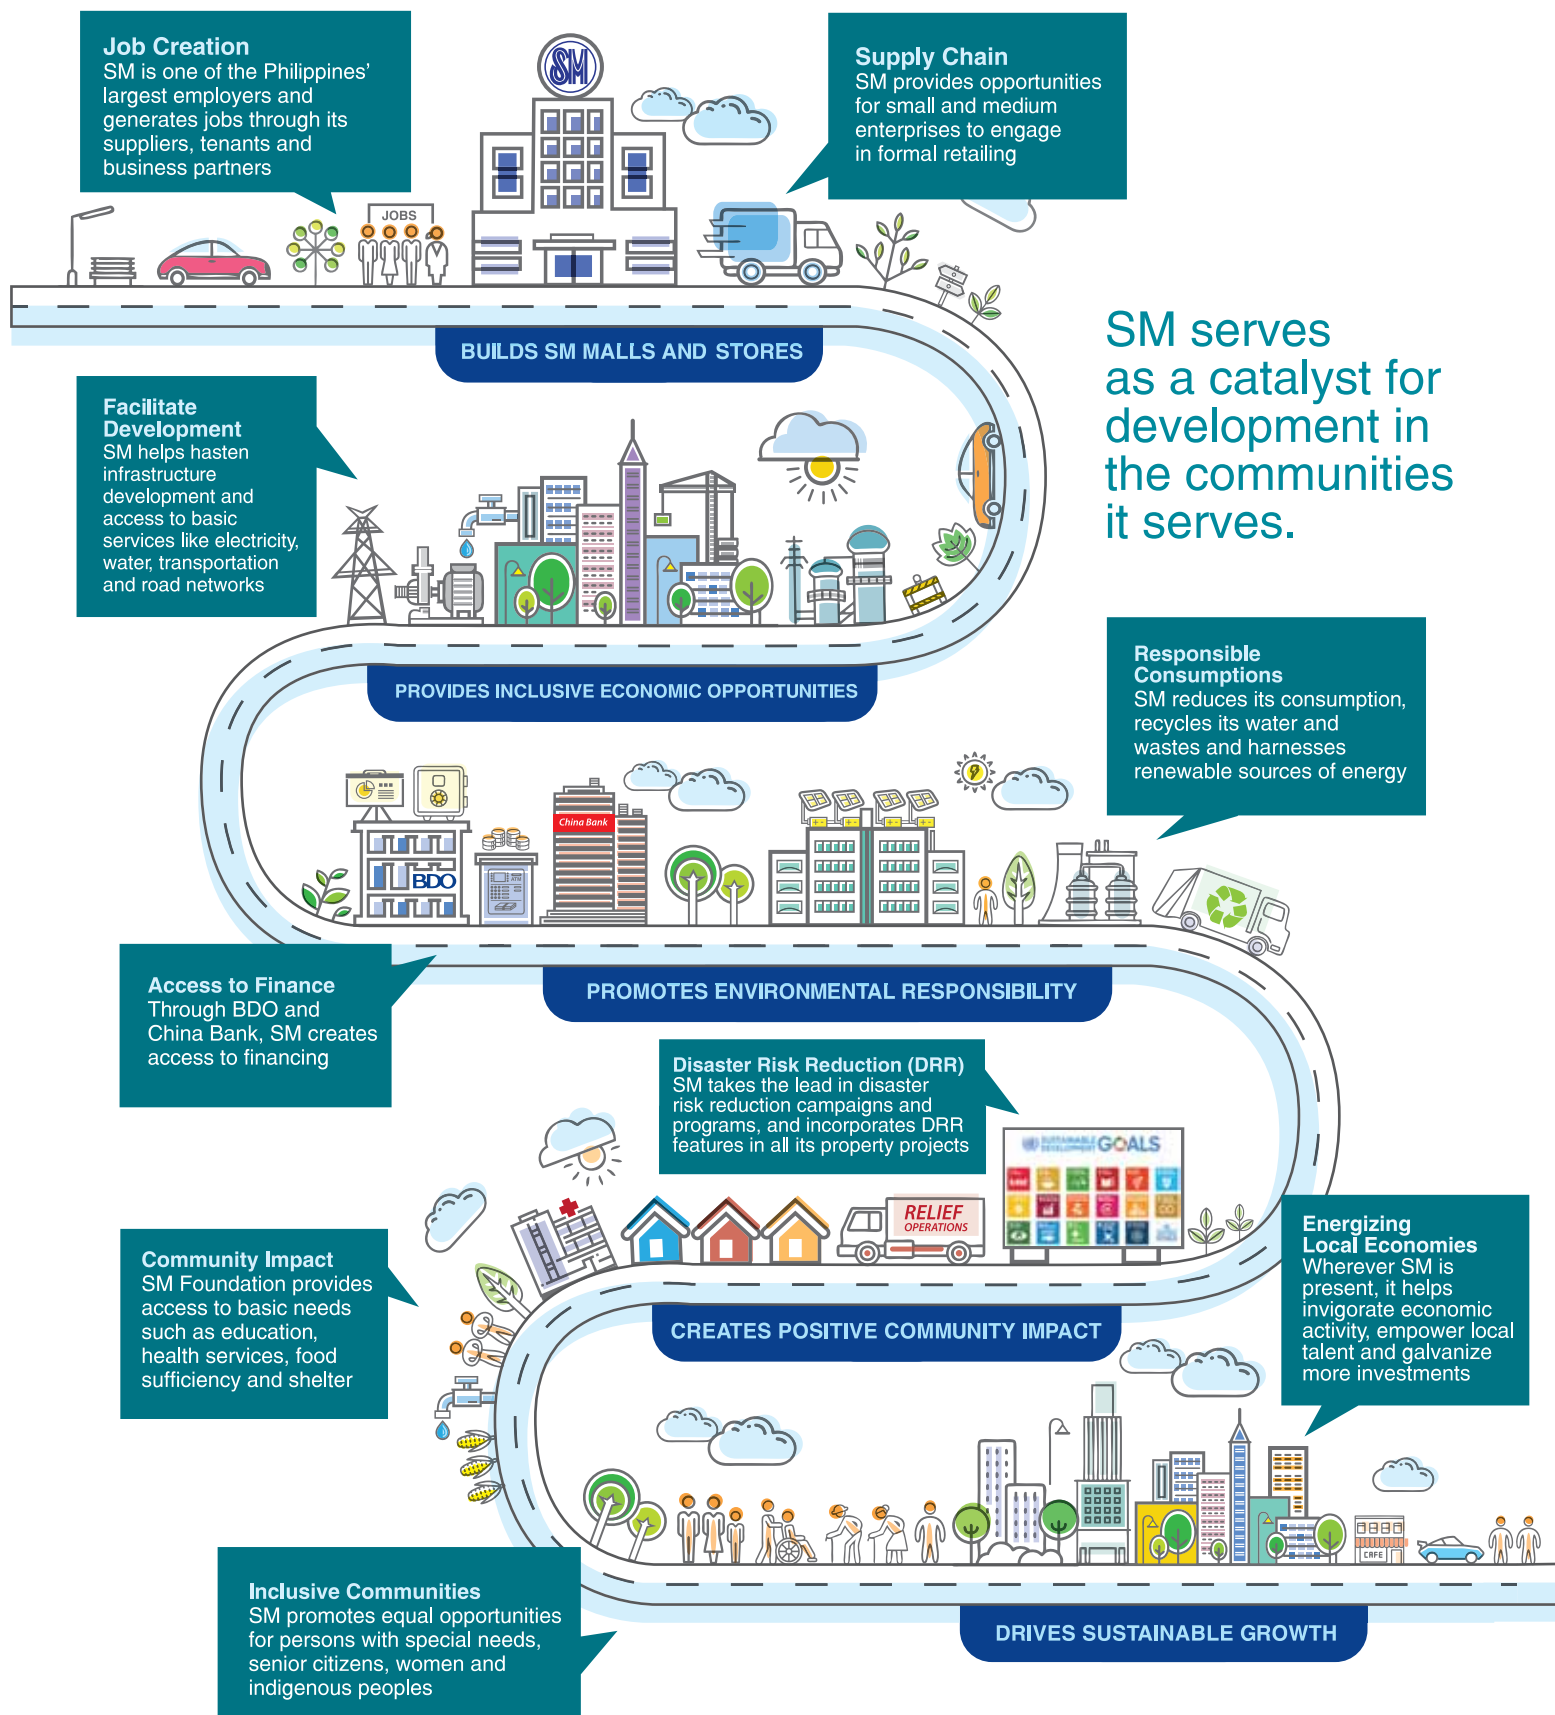 Job Creation
SM is one of the Philippines'
largest employers and
generates jobs through its
suppliers, tenants and
business partners
SM
Supply Chain
SM provides opportunities
for small and medium
enterprises to engage
in formal retailing
JOBS
BUILDS SM MALLS AND STORES
SM serves
as a catalyst for
development in
the communities
it serves.
Facilitate
Development
SM helps hasten
infrastructure
development and
access to basic
services like electricity,
water, transportation
and road networks
PROVIDES INCLUSIVE ECONOMIC OPPORTUNITIES
Responsible
Consumptions
SM reduces its consumption,
recycles its water and
wastes and harnesses
renewable sources of energy
China Bank
BDO
ATM
Access to Finance
Through BDO and
China Bank, SM creates
access to financing
PROMOTES ENVIRONMENTAL RESPONSIBILITY
Disaster Risk Reduction (DRR)
SM takes the lead in disaster
risk reduction campaigns and
programs, and incorporates DRR
features in all its property projects
SUSTAINABLE
DEVELOPMENT GOALS
RELIEF
OPERATIONS
Community Impact
SM Foundation provides
access to basic needs
such as education,
health services, food
sufficiency and shelter
Energizing
Local Economies
Wherever SM is
present, it helps
invigorate economic
activity, empower local
talent and galvanize
more investments
CREATES POSITIVE COMMUNITY IMPACT
CAFE
Inclusive Communities
SM promotes equal opportunities
for persons with special needs,
senior citizens, women and
indigenous peoples
DRIVES SUSTAINABLE GROWTH